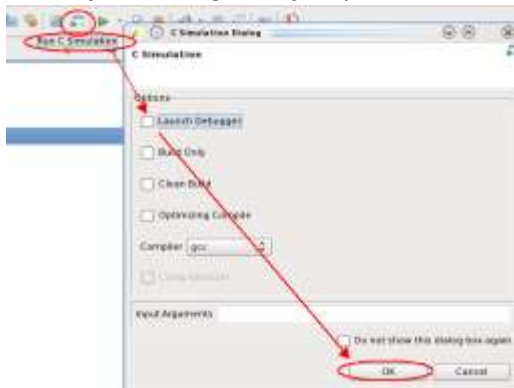 Run C Simulation
C Simulation Dialog
C Simulation
Options
Launch Debugger
Build Only
Clean Build
Optimizing Compile
Compiler gcc
Input Arguments
Do not show this dialog box again
OK
Cancel